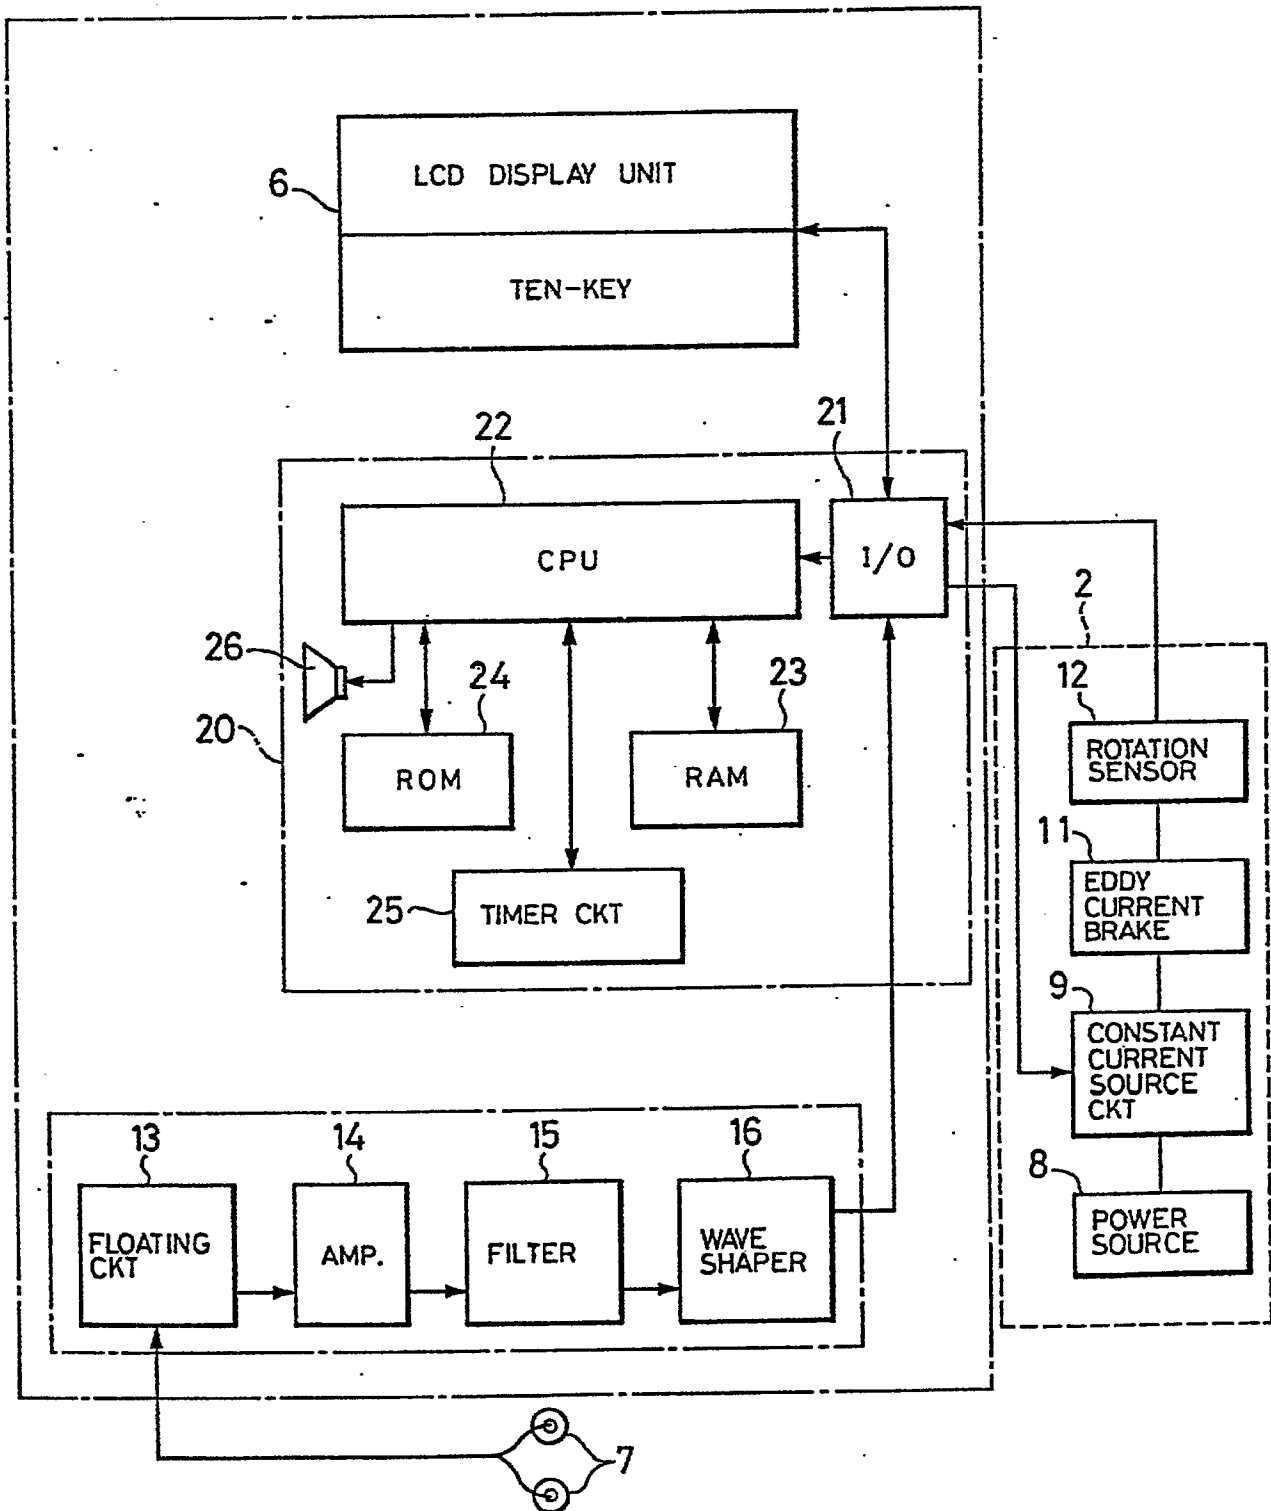 LCD DISPLAY UNIT
6
TEN-KEY
22
21
CPU
I/O
2
26
24
23
12
20
ROM
RAM
ROTATION
SENSOR
11
25
TIMER CKT
EDDY
CURRENT
BRAKE
9
CONSTANT
CURRENT
SOURCE
CKT
13
14
15
16
8
FLOATING
CKT
AMP.
FILTER
WAVE
SHAPER
POWER
SOURCE
7